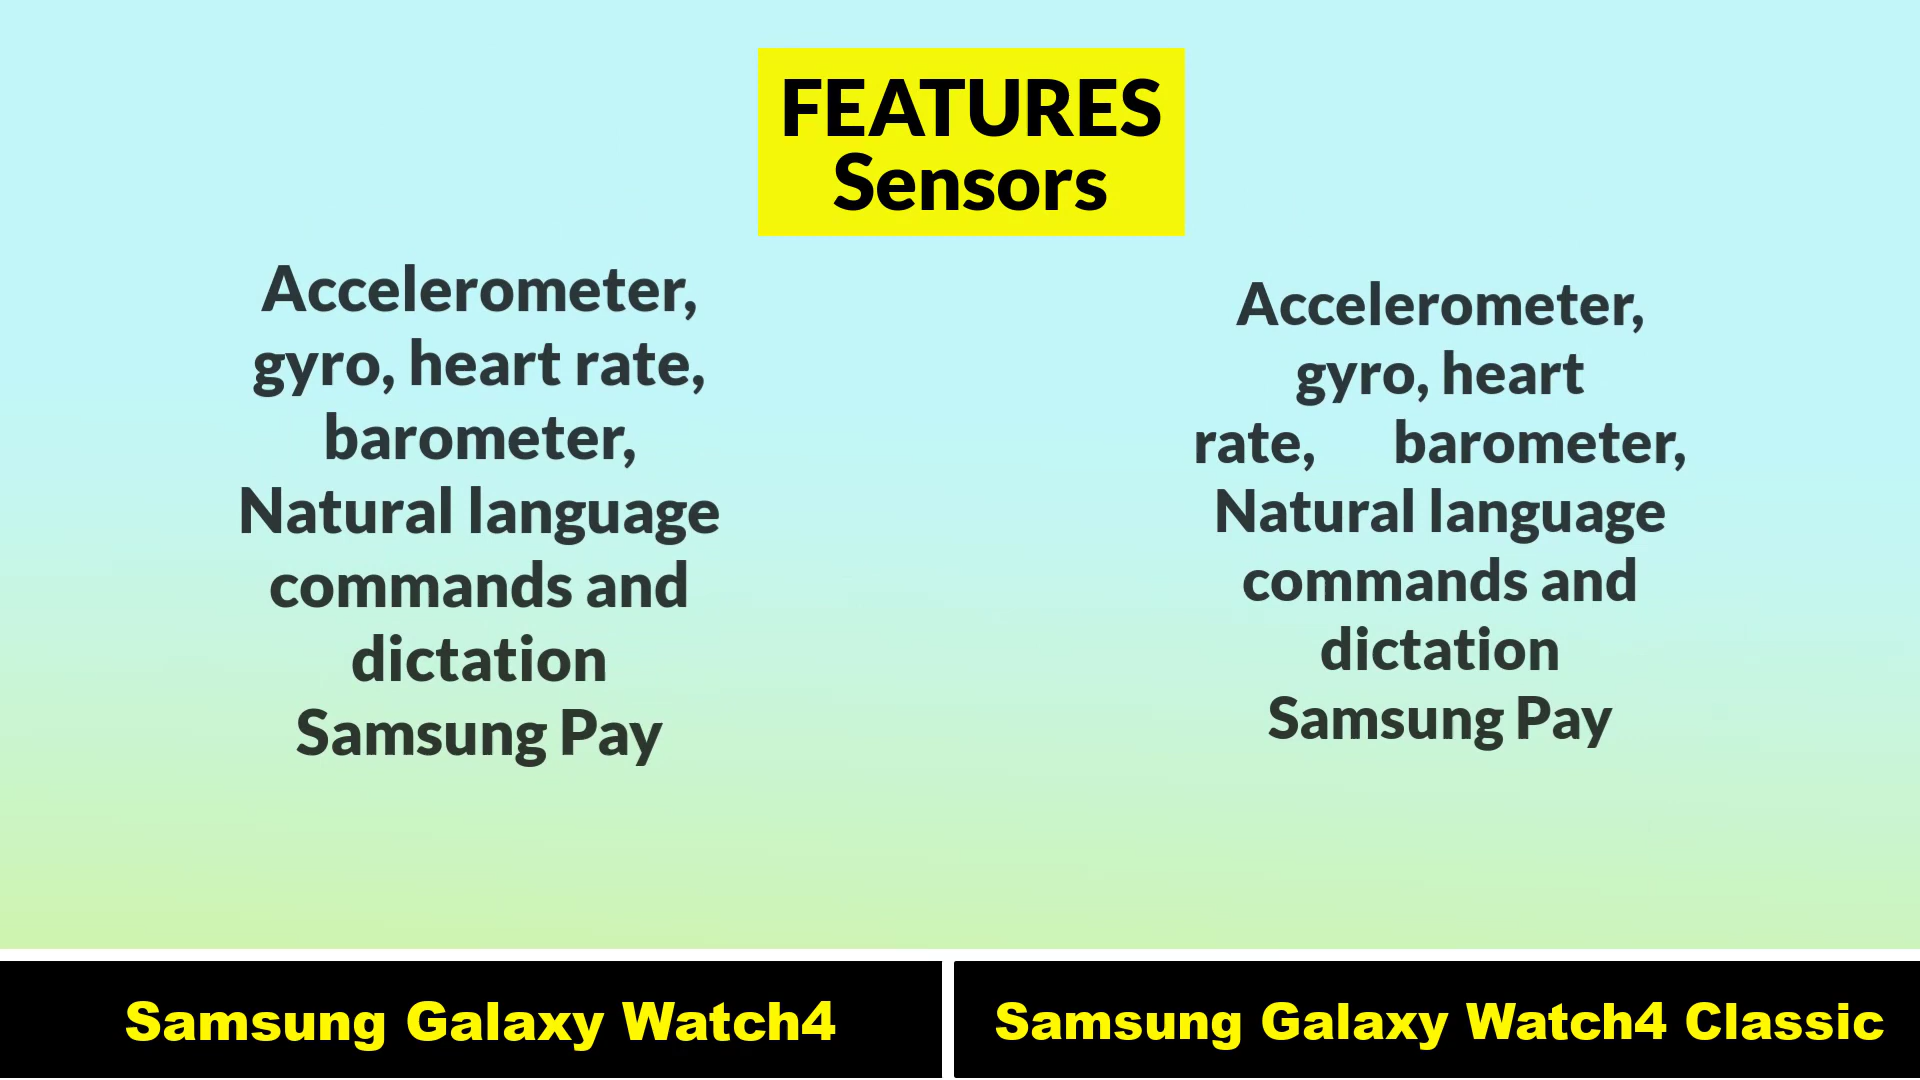 FEATURES
Sensors
Accelerometer,
gyro, heart rate,
barometer,
Natural language
commands and
dictation
Samsung Pay
Accelerometer,
gyro, heart
rate, barometer,
Natural language
commands and
dictation
Samsung Pay
Samsung Galaxy Watch4
Samsung Galaxy Watch4 Classic